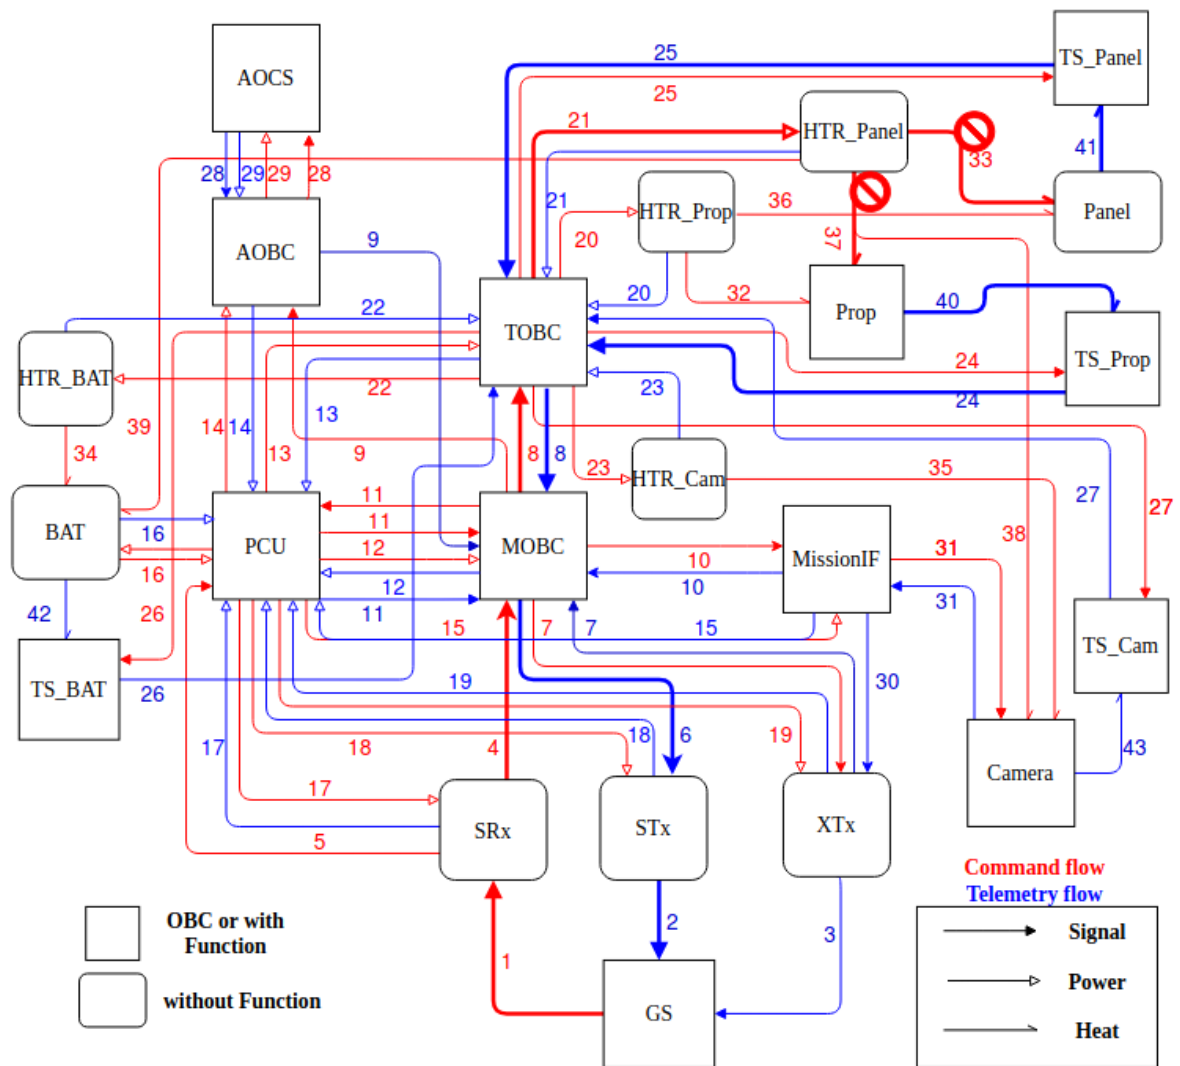 AOCS
25
TS_Panel
25
21
HTR_Panel
33
41
28
29
29
28
21
HTR_Prop
36
Panel
20
37
AOBC
9
22
20
32
Prop
40
TS_Prop
TOBC
HTR_BAT
22
24
24
23
39
14
14
13
13
9
8
8
34
23
HTR_Cam
35
11
BAT
16
PCU
11
12
MOBC
10
MissionIF
31
38
27
27
16
12
10
31
42
26
11
15
7
7
15
TS_Cam
TS_BAT
26
19
30
17
18
4
18
6
19
43
17
Camera
5
SRx
STx
XTx
Command flow
Telemetry flow
OBC or with
Function
2
3
Signal
1
Power
without Function
GS
Heat